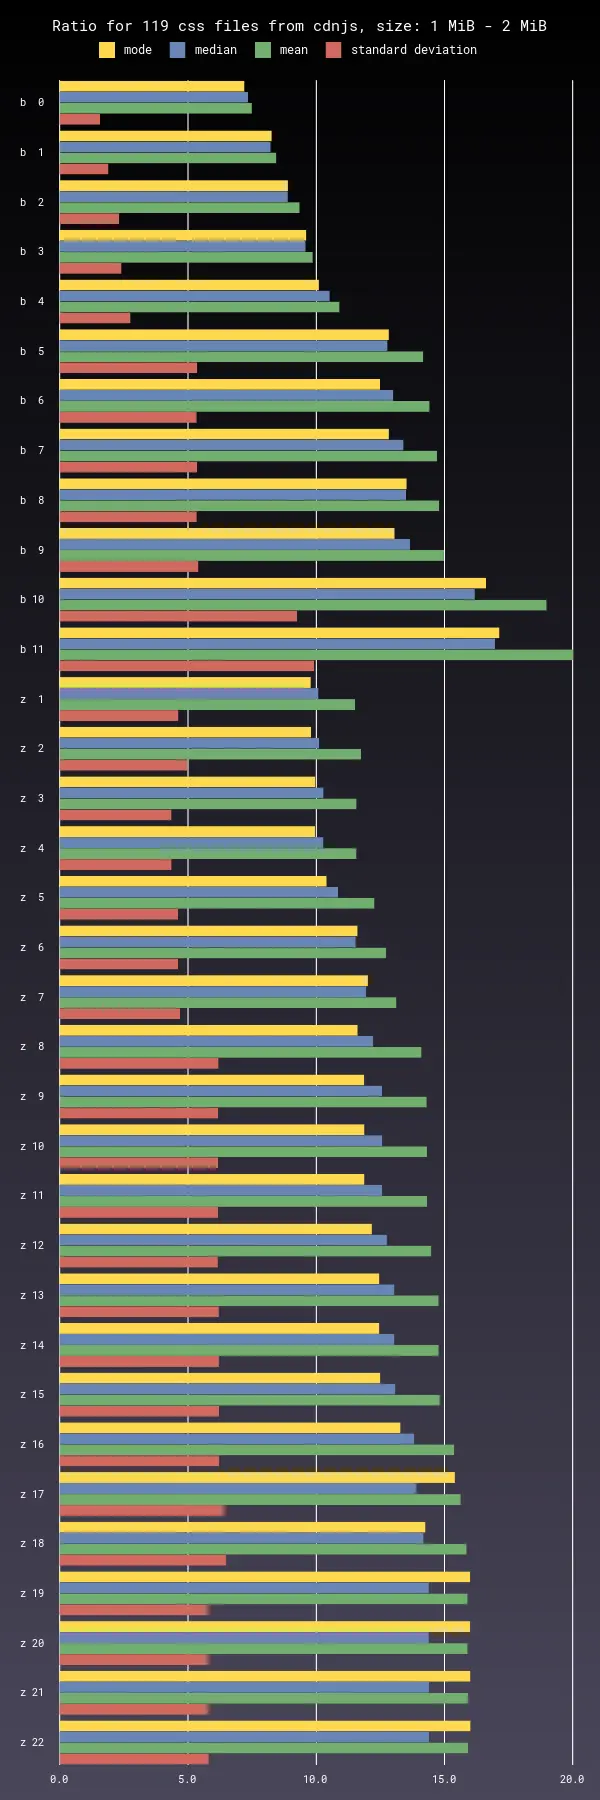 Ratio for 119 css files from cdnjs, size: 1 MiB - 2 MiB
mode median mean standard deviation
b 0
b 1
b 2
b 3
b 4
b 5
b 6
b 7
b 8
b 9
b 10
b 11
z 1
z 2
z 3
z 4
z 5
z 6
z 7
z 8
z 9
z 10
z 11
z 12
z 13
z 14
z 15
z 16
z 17
z 18
z 19
z 20
z 21
z 22
0.0 5.0 10.0 15.0 20.0